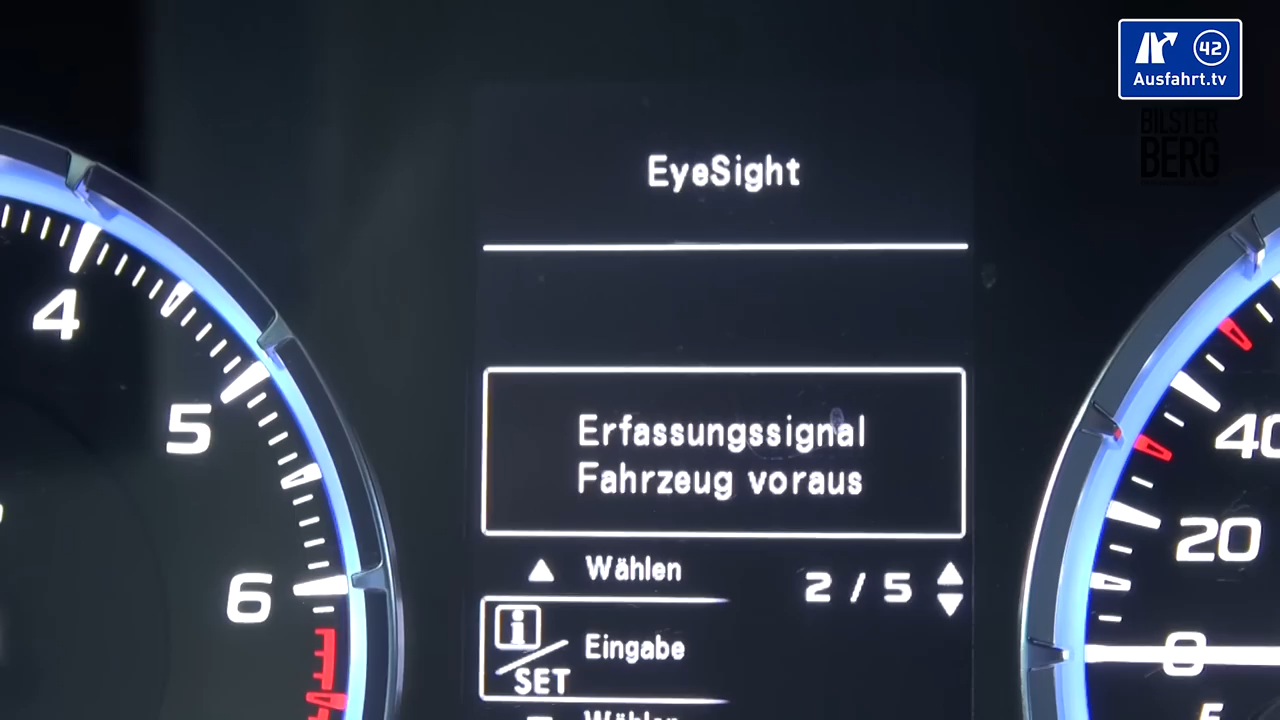 42
Ausfahrt.tv
BILSTER
BERG
EyeSight
4
5
6
Erfassungssignal
Fahrzeug voraus
Wählen
2 / 5
i
SET
Eingabe
Wählen
40
20
0